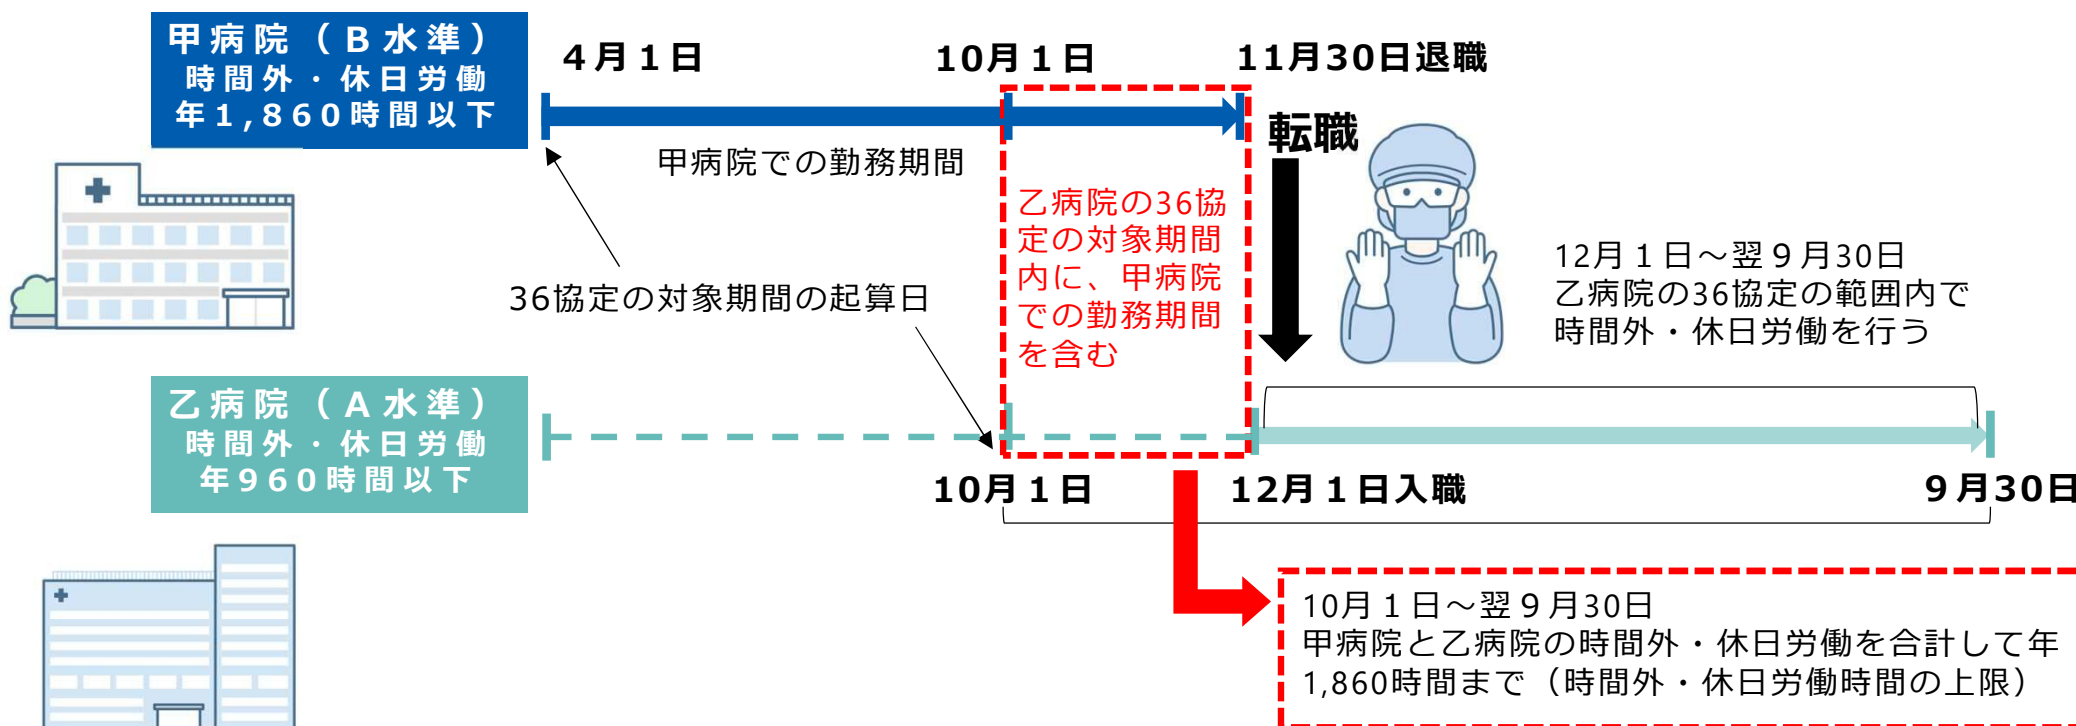 甲病院（B水準）
時間外・休日労働
年1,860時間以下
４月１日
10月１日
11月30日退職
転職
甲病院での勤務期間
乙病院の36協
定の対象期間
内に、甲病院
での勤務期間
を含む
36協定の対象期間の起算日
12月１日～翌９月30日
乙病院の36協定の範囲内で
時間外・休日労働を行う
乙病院（A水準）
時間外・休日労働
年960時間以下
10月１日
12月１日入職
９月30日
10月１日～翌９月30日
甲病院と乙病院の時間外・休日労働を合計して年
1,860時間まで（時間外・休日労働時間の上限）